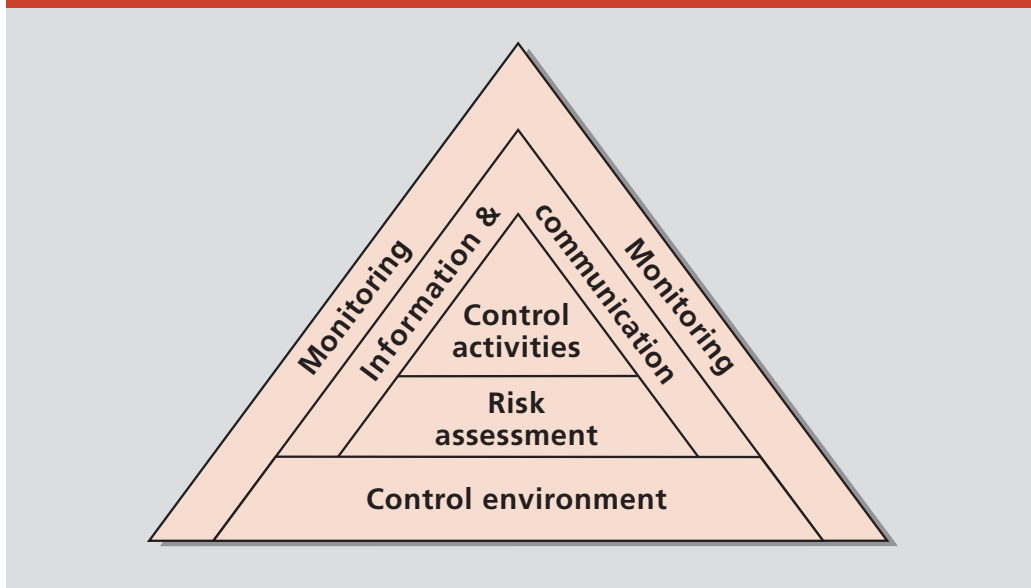 Monitoring
Information &
communication
Monitoring
Control
activities
Risk
assessment
Control environment